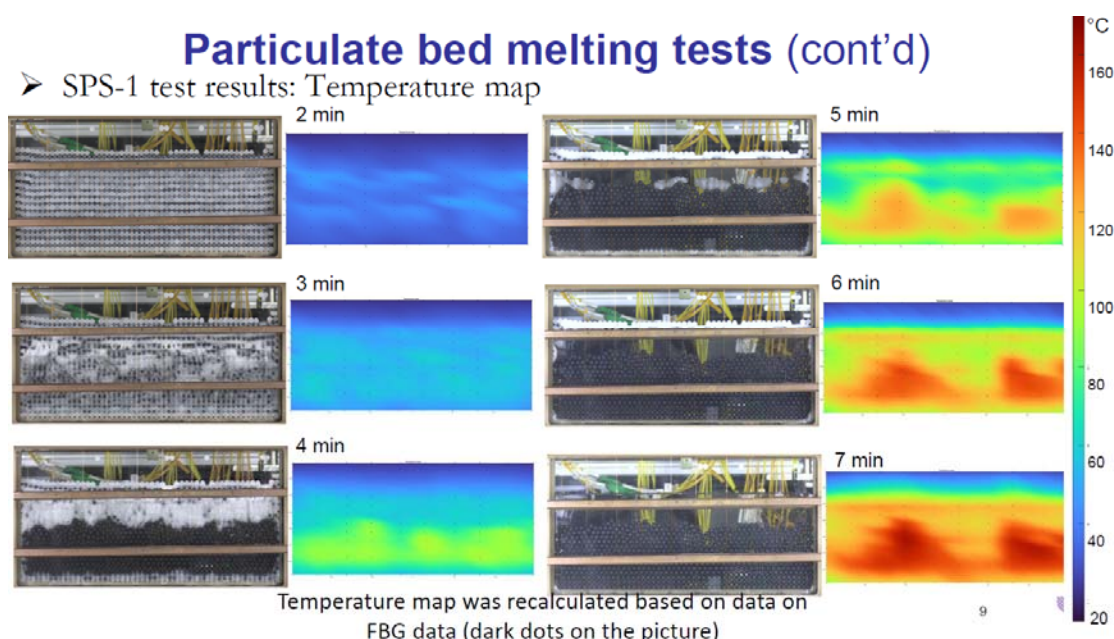 Particulate bed melting tests (cont’d)
➢ SPS-1 test results: Temperature map
2 min
5 min
3 min
6 min
4 min
7 min
Temperature map was recalculated based on data on
FBG data (dark dots on the picture)
9
°C
160
140
120
100
80
60
40
20